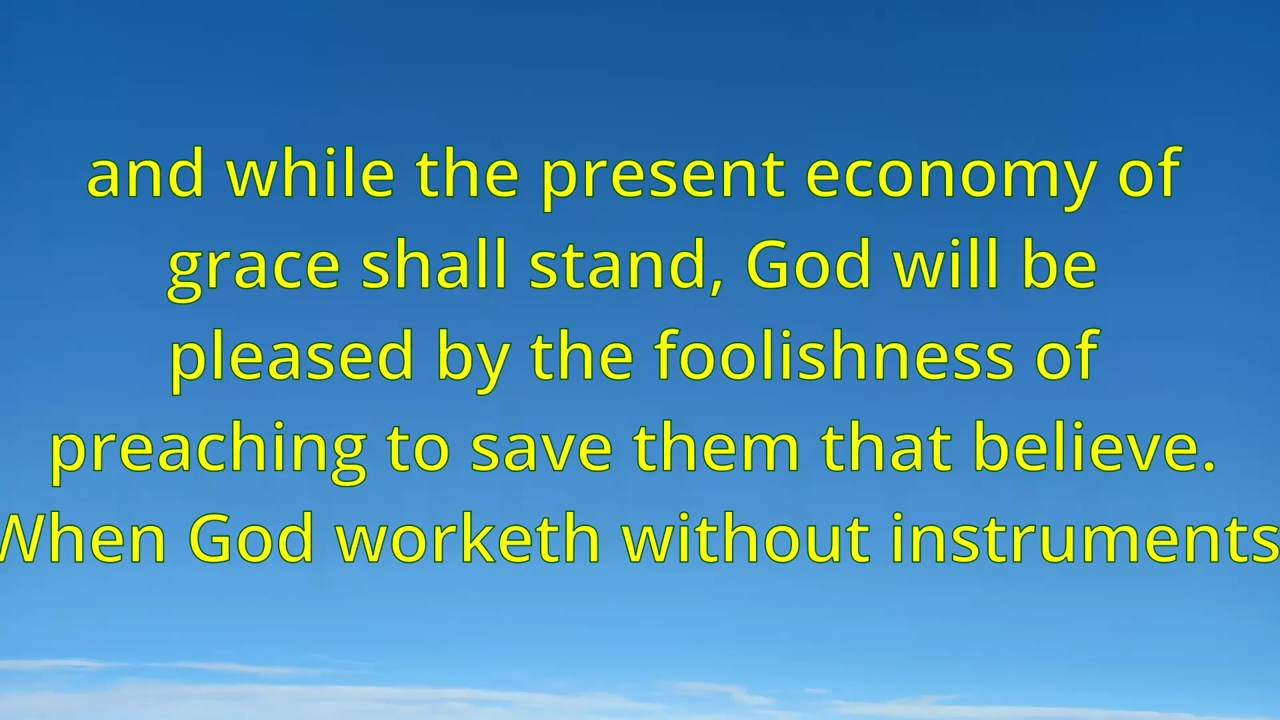 and while the present economy of
grace shall stand, God will be
pleased by the foolishness of
preaching to save them that believe.
When God worketh without instruments